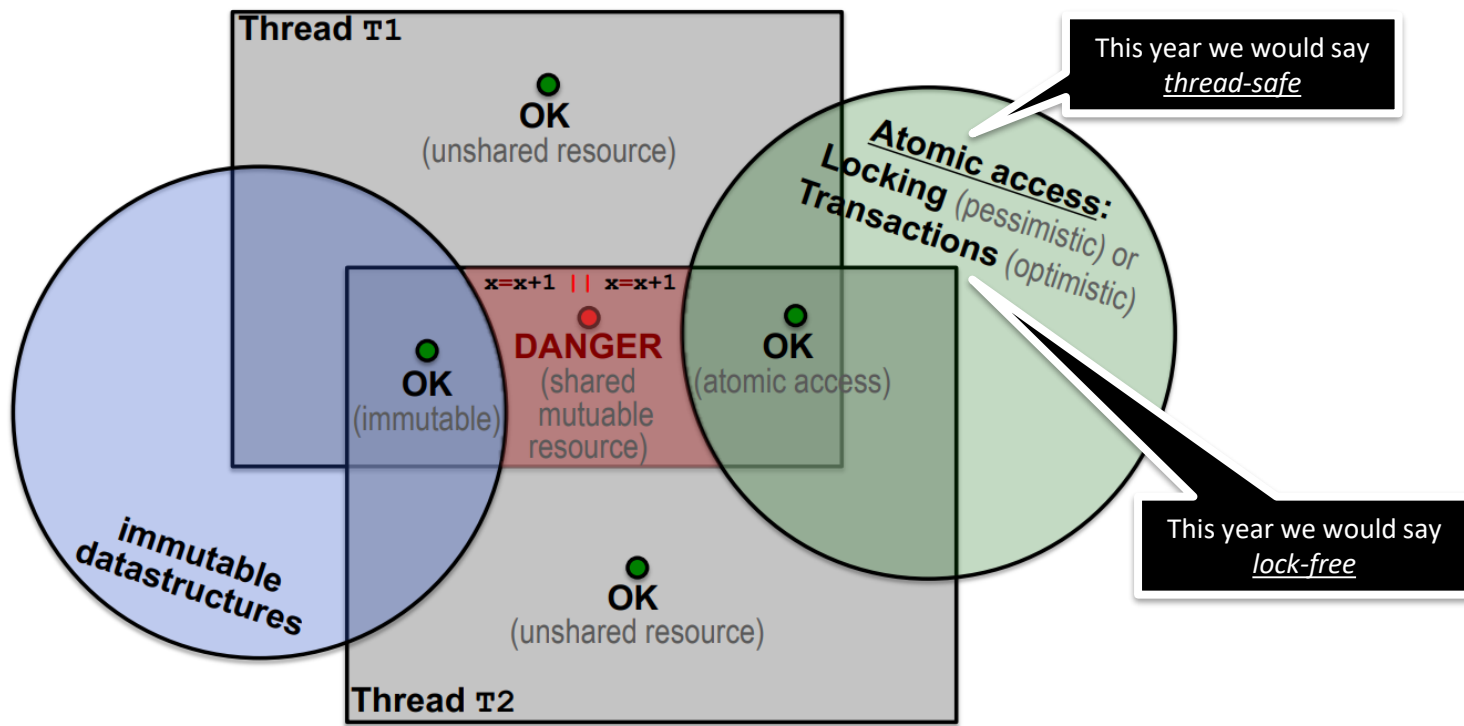 Thread T1
This year we would say
thread-safe
OK
(unshared resource)
Atomic access:
Locking (pessimistic) or
Transactions (optimistic)
x=x+1 || x=x+1
DANGER
(shared
mutuable
resource)
OK
(atomic access)
OK
(immutable)
This year we would say
lock-free
immutable
datastructures
OK
(unshared resource)
Thread T2